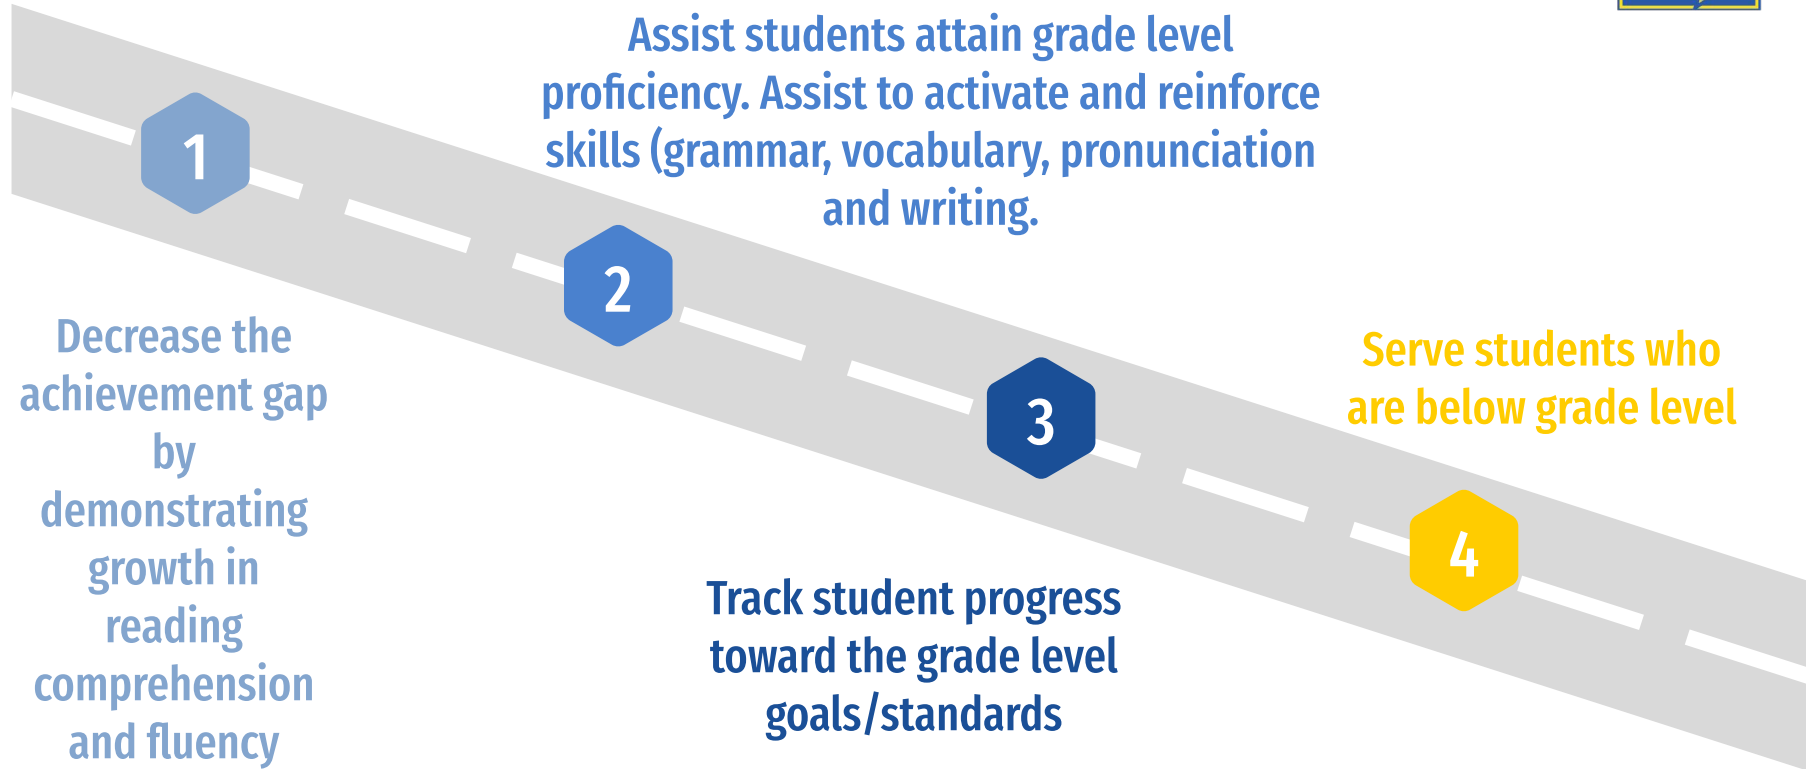 1
Decrease the
achievement gap
by
demonstrating
growth in
reading
comprehension
and fluency
2
Assist students attain grade level
proficiency. Assist to activate and reinforce
skills (grammar, vocabulary, pronunciation
and writing.
3
Track student progress
toward the grade level
goals/standards
4
Serve students who
are below grade level